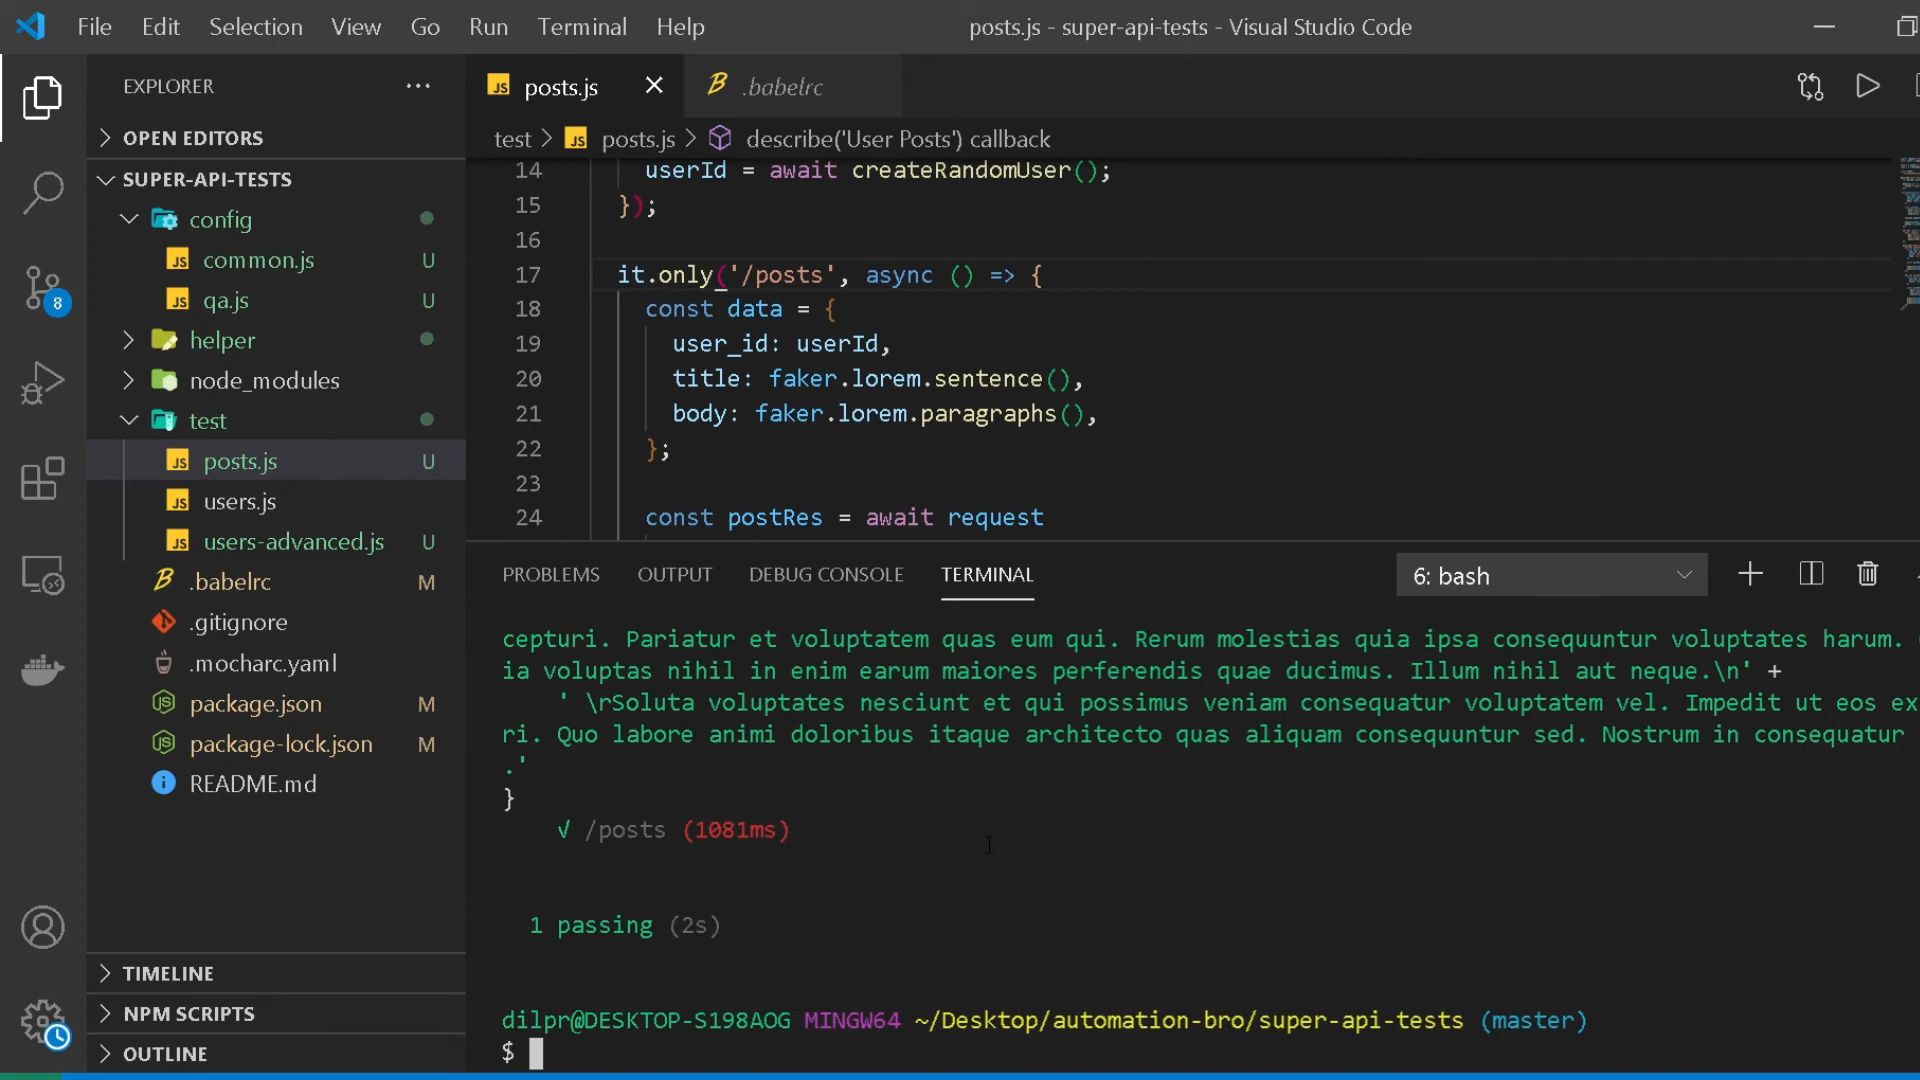 File Edit Selection View Go Run Terminal Help
posts.js - super-api-tests - Visual Studio Code
EXPLORER
OPEN EDITORS
SUPER-API-TESTS
config
common.js U
qa.js U
helper
node_modules
test
posts.js U
users.js
users-advanced.js U
.babelrc M
.gitignore
.mocharc.yaml
package.json M
package-lock.json M
README.md
TIMELINE
NPM SCRIPTS
OUTLINE
8
posts.js
.babelrc
test > posts.js > describe('User Posts') callback
14 userId = await createRandomUser();
15 });
16
17 it.only('/posts', async () => {
18 const data = {
19 user_id: userId,
20 title: faker.lorem.sentence(),
21 body: faker.lorem.paragraphs(),
22 };
23
24 const postRes = await request
PROBLEMS OUTPUT DEBUG CONSOLE TERMINAL
6: bash
cepturi. Pariatur et voluptatem quas eum qui. Rerum molestias quia ipsa consequuntur voluptates harum.
ia voluptas nihil in enim earum maiores perferendis quae ducimus. Illum nihil aut neque.\n' +
' \rSoluta voluptates nesciunt et qui possimus veniam consequatur voluptatem vel. Impedit ut eos ex
ri. Quo labore animi doloribus itaque architecto quas aliquam consequuntur sed. Nostrum in consequatur
.'
}
√ /posts (1081ms)
1 passing (2s)
dilpr@DESKTOP-S198AOG MINGW64 ~/Desktop/automation-bro/super-api-tests (master)
$